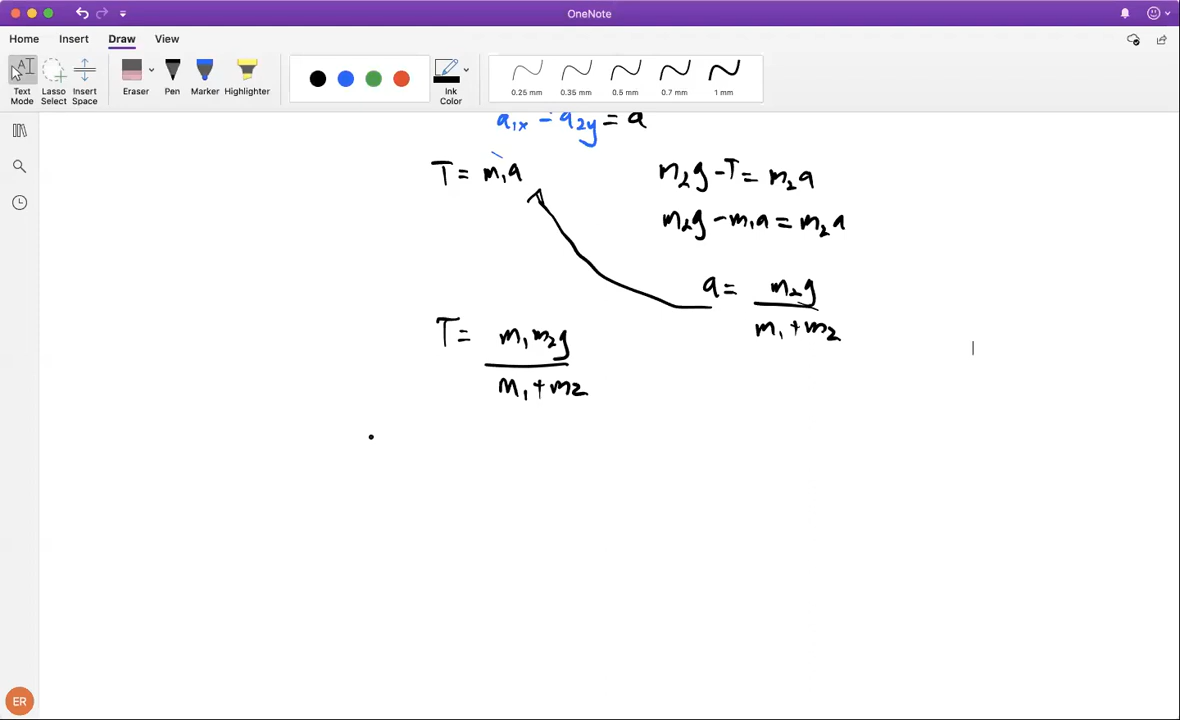 OneNote
Home Insert Draw View
Text Mode Lasso Select Insert Space Eraser Pen Marker Highlighter Ink Color 0.25 mm 0.35 mm 0.5 mm 0.7 mm 1 mm
a₁ₓ = a₂y = a
T = m₁a
m₂g - T = m₂a
m₂g - m₁a = m₂a
a = m₂g / m₁ + m₂
T = m₁m₂g / m₁ + m₂
ER